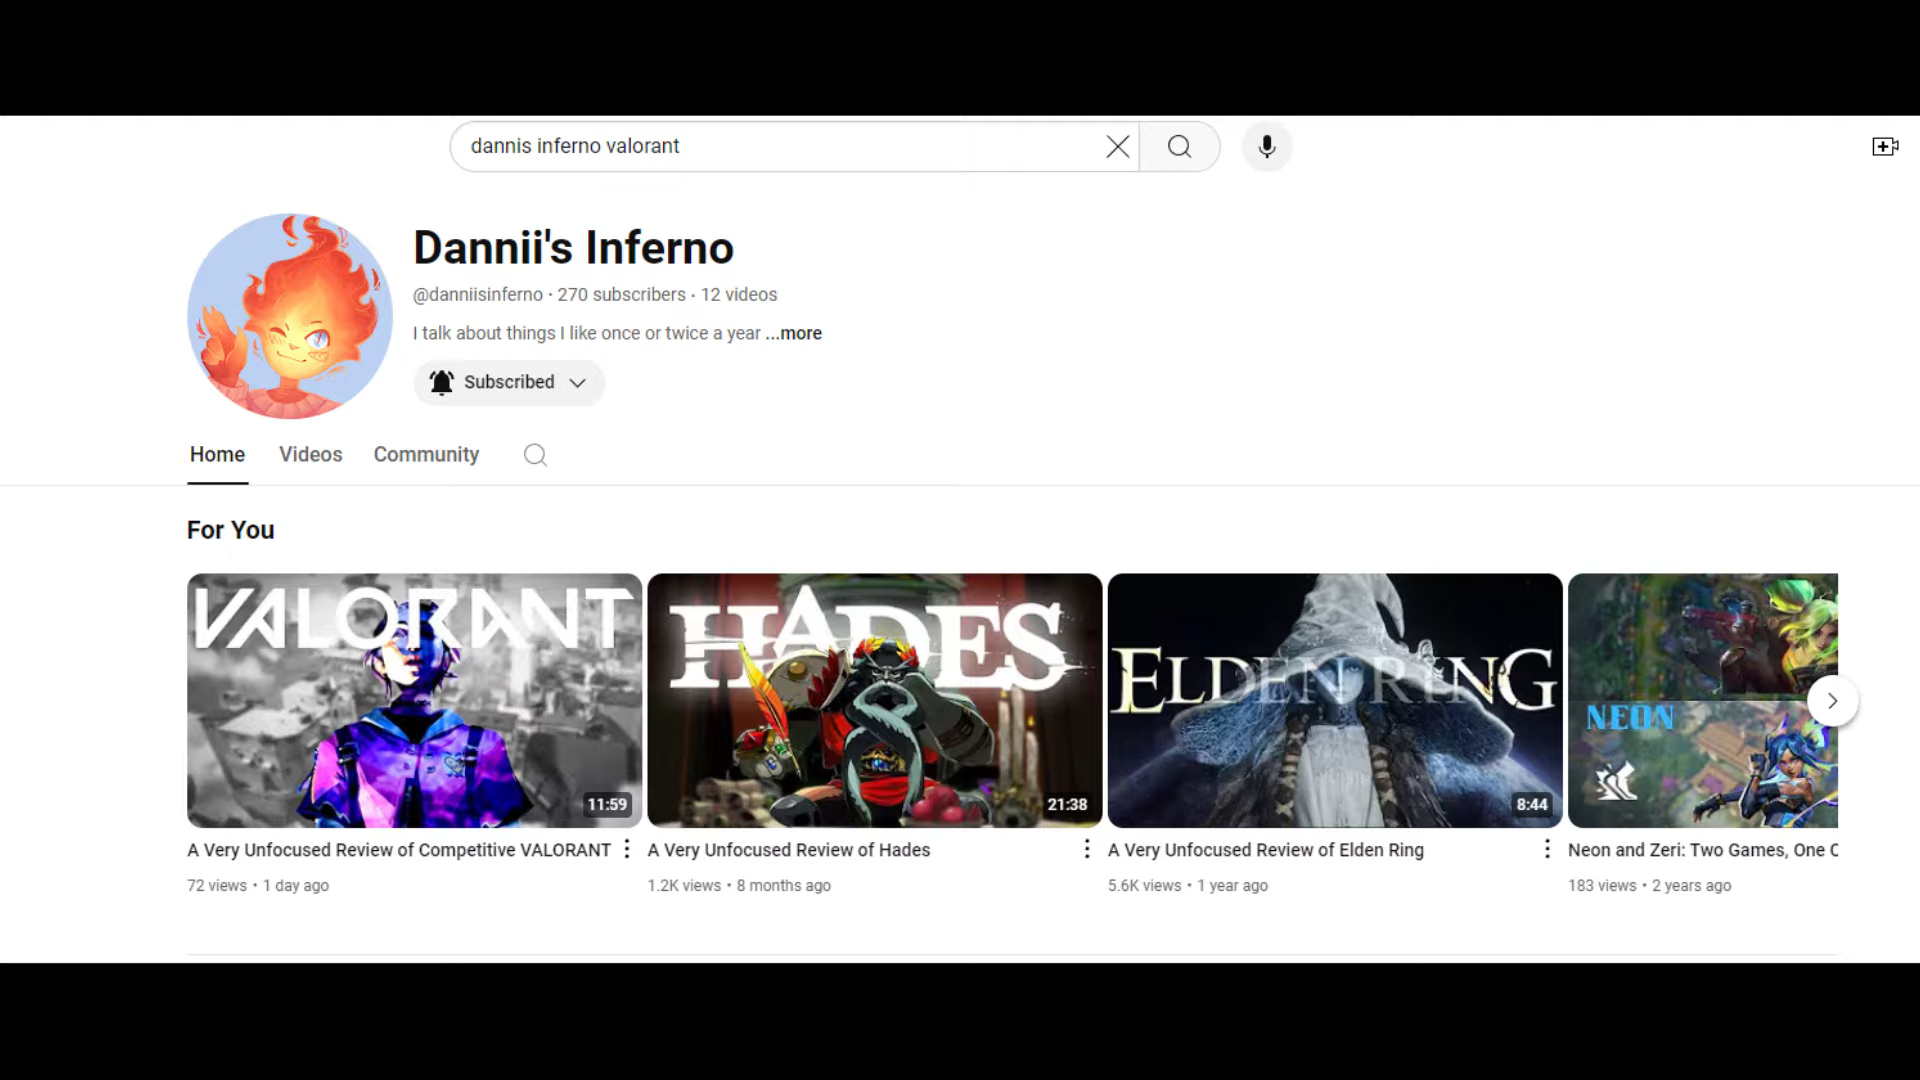 dannis inferno valorant
Dannii's Inferno
@danniisinferno · 270 subscribers · 12 videos
I talk about things I like once or twice a year ...more
Subscribed
Home Videos Community
For You
VALORANT
11:59
HADES
21:38
ELDEN RING
8:44
NEON
A Very Unfocused Review of Competitive VALORANT
72 views • 1 day ago
A Very Unfocused Review of Hades
1.2K views • 8 months ago
A Very Unfocused Review of Elden Ring
5.6K views • 1 year ago
Neon and Zeri: Two Games, One
183 views • 2 years ago